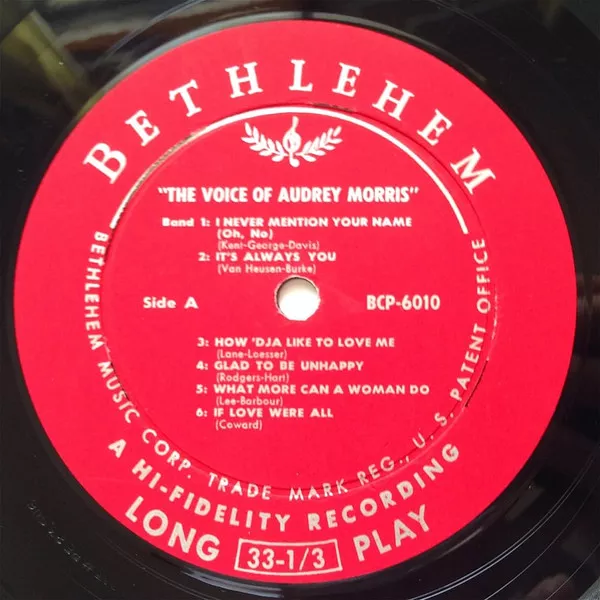 BETHLEHEM
"THE VOICE OF AUDREY MORRIS"
Band 1: I NEVER MENTION YOUR NAME
(Oh, No)
(Kent-George-Davis)
2: IT'S ALWAYS YOU
(Van Heusen-Burke)
Side A
BCP-6010
3: HOW 'DJA LIKE TO LOVE ME
(Lane-Loesser)
4: GLAD TO BE UNHAPPY
(Rodgers-Hart)
5: WHAT MORE CAN A WOMAN DO
(Lee-Barbour)
6: IF LOVE WERE ALL
(Coward)
BETHLEHEM MUSIC CORP. TRADE MARK REG., U. S. PATENT OFFICE
A HI-FIDELITY RECORDING
LONG 33-1/3 PLAY